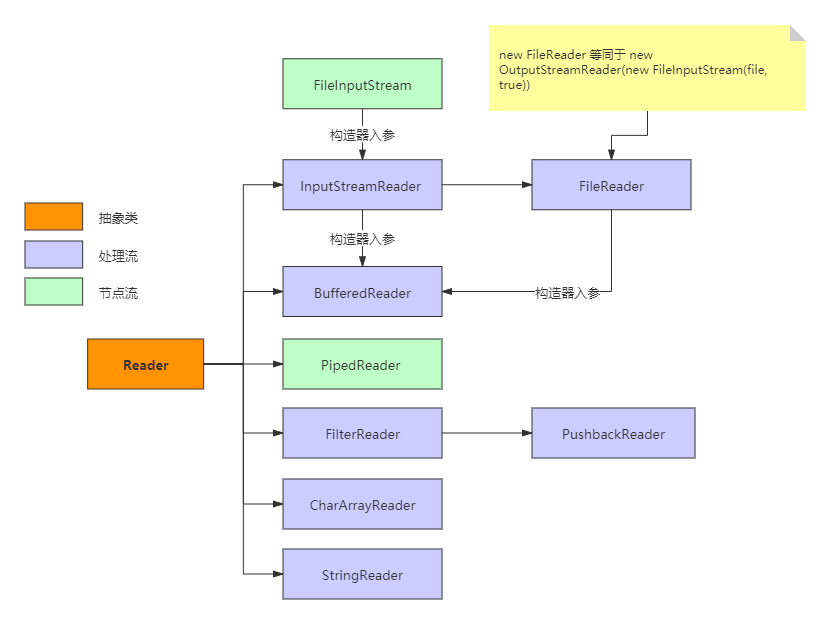 new FileReader 等同于 new
OutputStreamReader(new FileInputStream(file,
true))
FileInputStream
构造器入参
InputStreamReader
FileReader
抽象类
构造器入参
处理流
节点流
BufferedReader
构造器入参
Reader
PipedReader
FilterReader
PushbackReader
CharArrayReader
StringReader